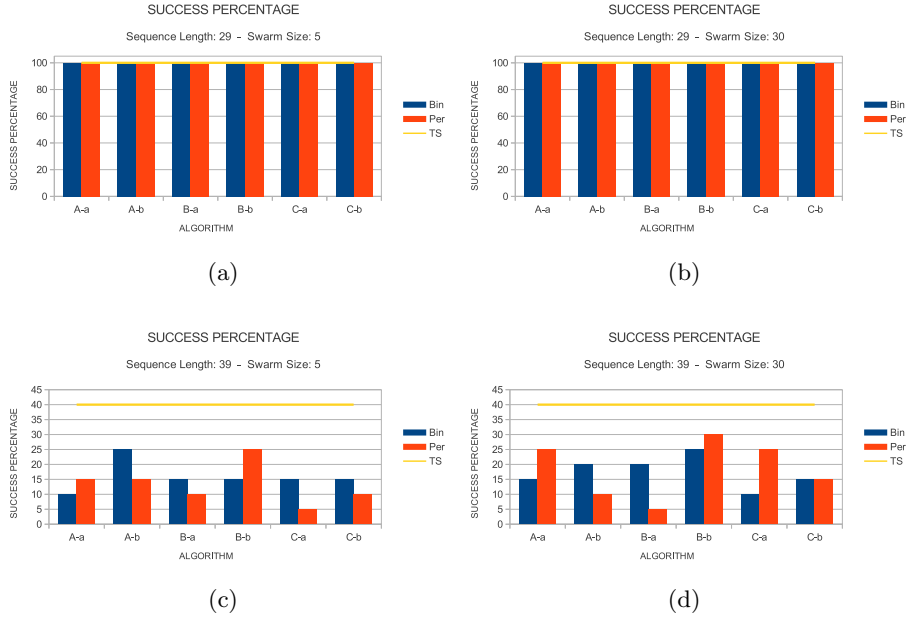 SUCCESS PERCENTAGE
Sequence Length: 29 - Swarm Size: 5
SUCCESS PERCENTAGE
100
80
60
40
20
0
A-a A-b B-a B-b C-a C-b
ALGORITHM
Bin
Per
TS
(a)
SUCCESS PERCENTAGE
Sequence Length: 29 - Swarm Size: 30
SUCCESS PERCENTAGE
100
80
60
40
20
0
A-a A-b B-a B-b C-a C-b
ALGORITHM
Bin
Per
TS
(b)
SUCCESS PERCENTAGE
Sequence Length: 39 - Swarm Size: 5
SUCCESS PERCENTAGE
45
40
35
30
25
20
15
10
5
0
A-a A-b B-a B-b C-a C-b
ALGORITHM
Bin
Per
TS
(c)
SUCCESS PERCENTAGE
Sequence Length: 39 - Swarm Size: 30
SUCCESS PERCENTAGE
45
40
35
30
25
20
15
10
5
0
A-a A-b B-a B-b C-a C-b
ALGORITHM
Bin
Per
TS
(d)